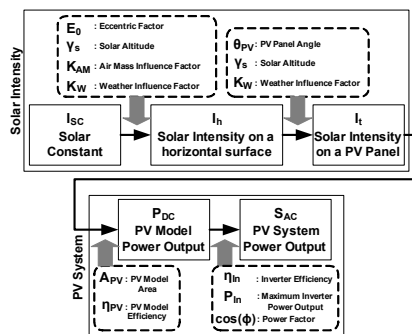 Solar Intensity
E0 : Eccentric Factor
γs : Solar Altitude
KAM : Air Mass Influence Factor
KW : Weather Influence Factor
θPV : PV Panel Angle
γs : Solar Altitude
KW : Weather Influence Factor
ISC
Solar
Constant
Ih
Solar Intensity on a
horizontal surface
It
Solar Intensity
on a PV Panel
PV System
PDC
PV Model
Power Output
SAC
PV System
Power Output
APV : PV Model
Area
ηPV : PV Model
Efficiency
ηIn : Inverter Efficiency
PIn : Maximum Inverter
Power Output
cos(ϕ) : Power Factor